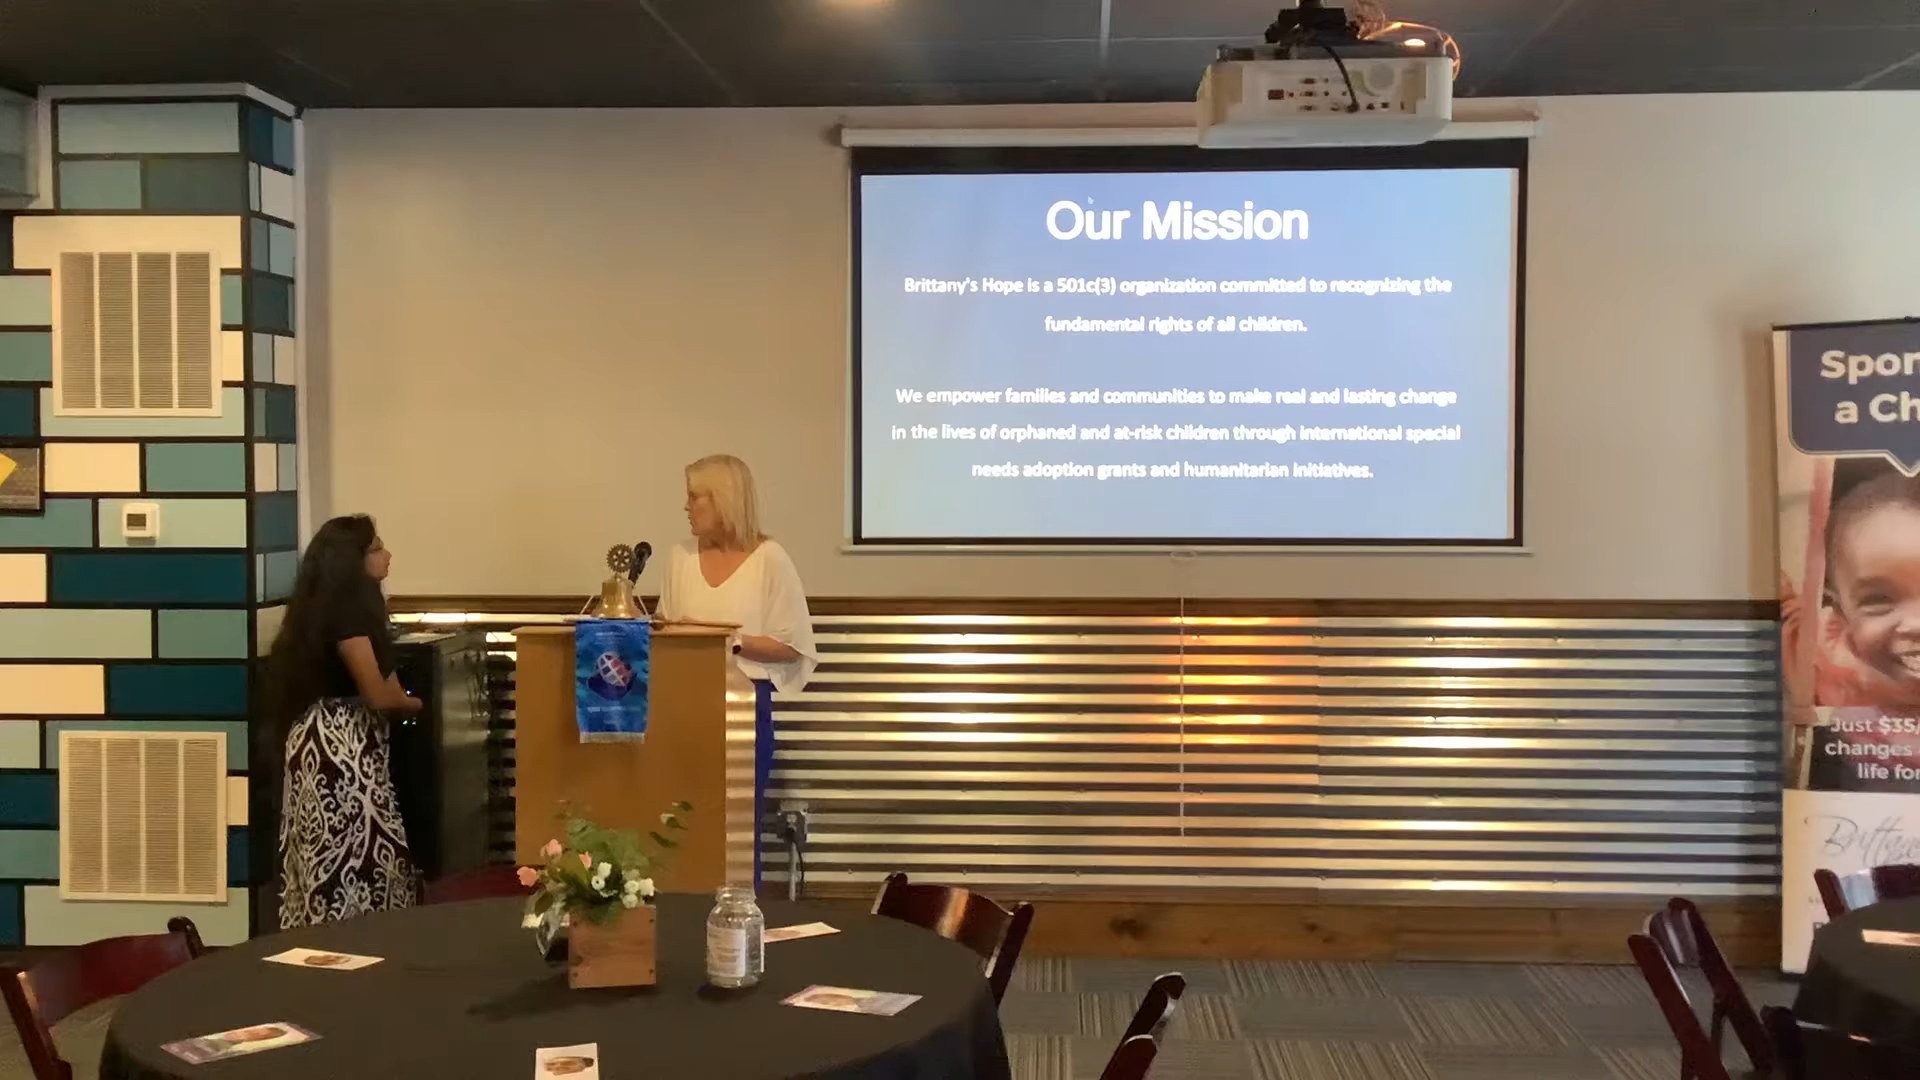 Our Mission
Brittany's Hope is a 501c(3) organization committed to recognizing the
fundamental rights of all children.
We empower families and communities to make real and lasting change
in the lives of orphaned and at-risk children through international special
needs adoption grants and humanitarian initiatives.
Spon
a Ch
Just $35/
changes
life for
Brittan